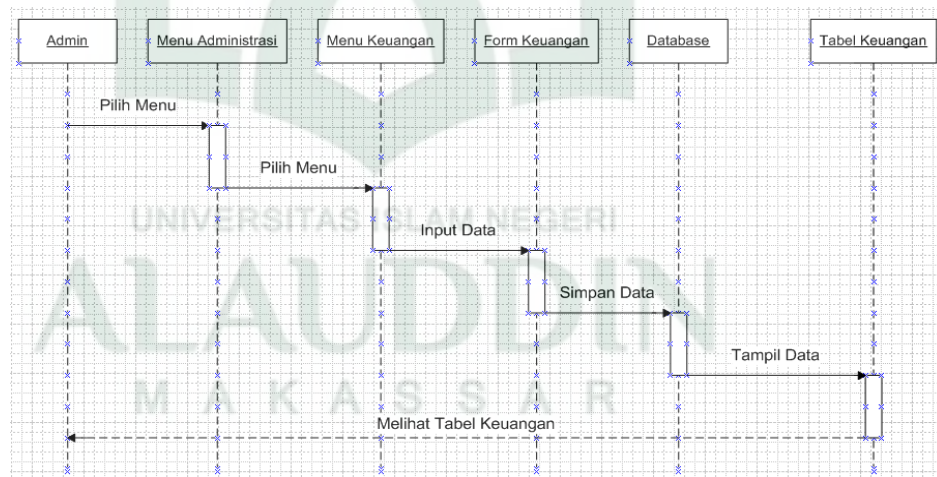 Admin
Menu Administrasi
Menu Keuangan
Form Keuangan
Database
Tabel Keuangan
Pilih Menu
Pilih Menu
UNIVERSITAS ISLAM NEGERI
Input Data
ALAUDDIN
Simpan Data
Tampil Data
MAKASSAR
Melihat Tabel Keuangan